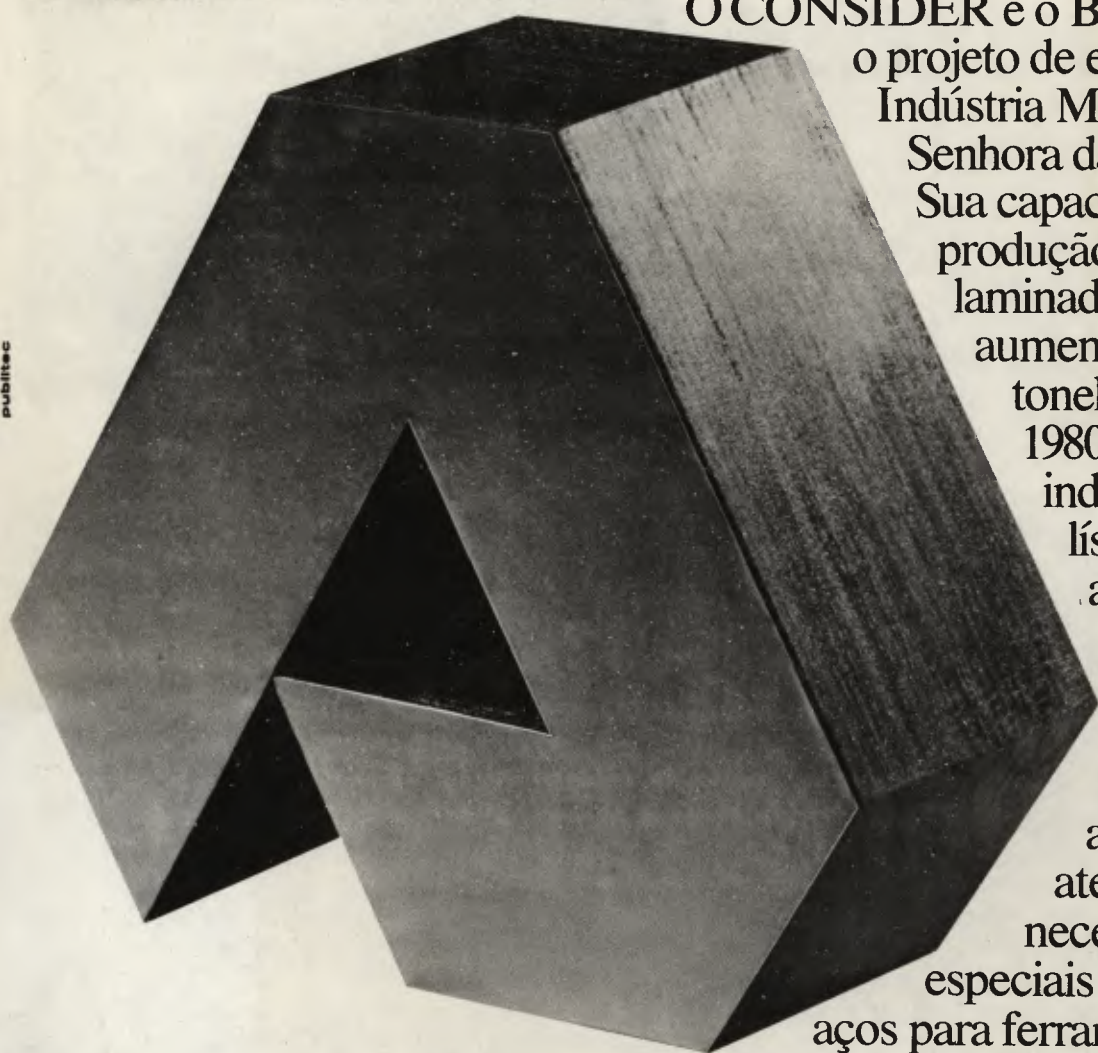 O CONSIDER e o B
o projeto de e
Indústria M
Senhora d
Sua capac
produçã
laminad
aumen
tonel
1980
ind
lís
a
a
ate
nece
especiais
aços para ferrar
publitec